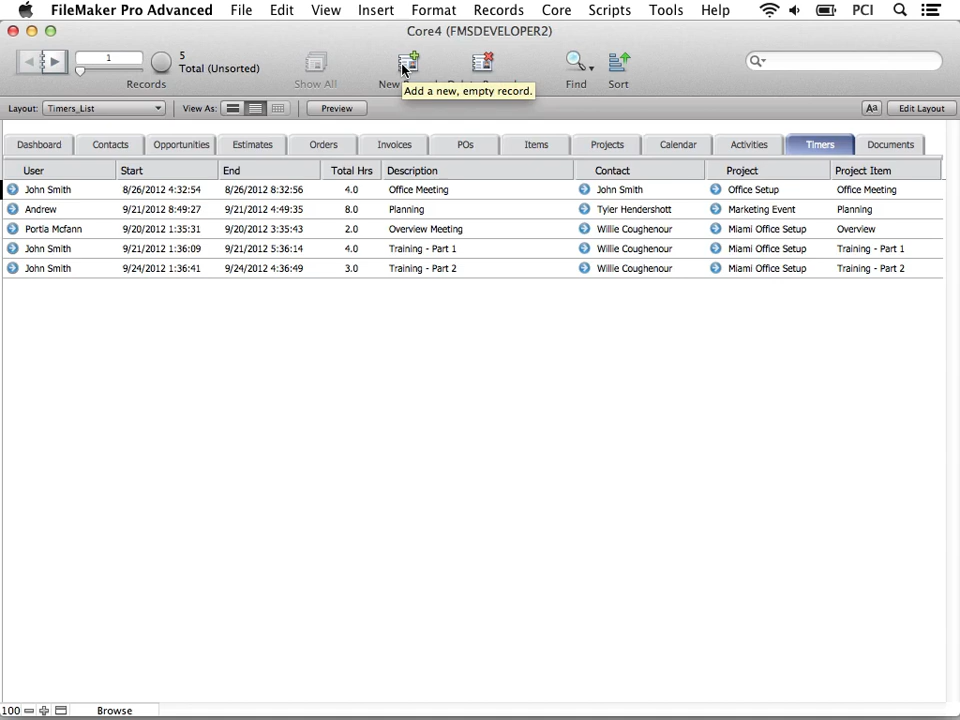 FileMaker Pro Advanced File Edit View Insert Format Records Core Scripts Tools Help PCI
Core4 (FMSDEVELOPER2)
1 5
Total (Unsorted)
Records Show All New Find Sort
Add a new, empty record.
Layout: Timers_List View As: Preview Aa Edit Layout
Dashboard Contacts Opportunities Estimates Orders Invoices POs Items Projects Calendar Activities Timers Documents
User Start End Total Hrs Description Contact Project Project Item
John Smith 8/26/2012 4:32:54 8/26/2012 8:32:56 4.0 Office Meeting John Smith Office Setup Office Meeting
Andrew 9/21/2012 8:49:27 9/21/2012 4:49:35 8.0 Planning Tyler Hendershott Marketing Event Planning
Portia Mcfann 9/20/2012 1:35:31 9/20/2012 3:35:43 2.0 Overview Meeting Willie Coughenour Miami Office Setup Overview
John Smith 9/21/2012 1:36:09 9/21/2012 5:36:14 4.0 Training - Part 1 Willie Coughenour Miami Office Setup Training - Part 1
John Smith 9/24/2012 1:36:41 9/24/2012 4:36:49 3.0 Training - Part 2 Willie Coughenour Miami Office Setup Training - Part 2
100 Browse